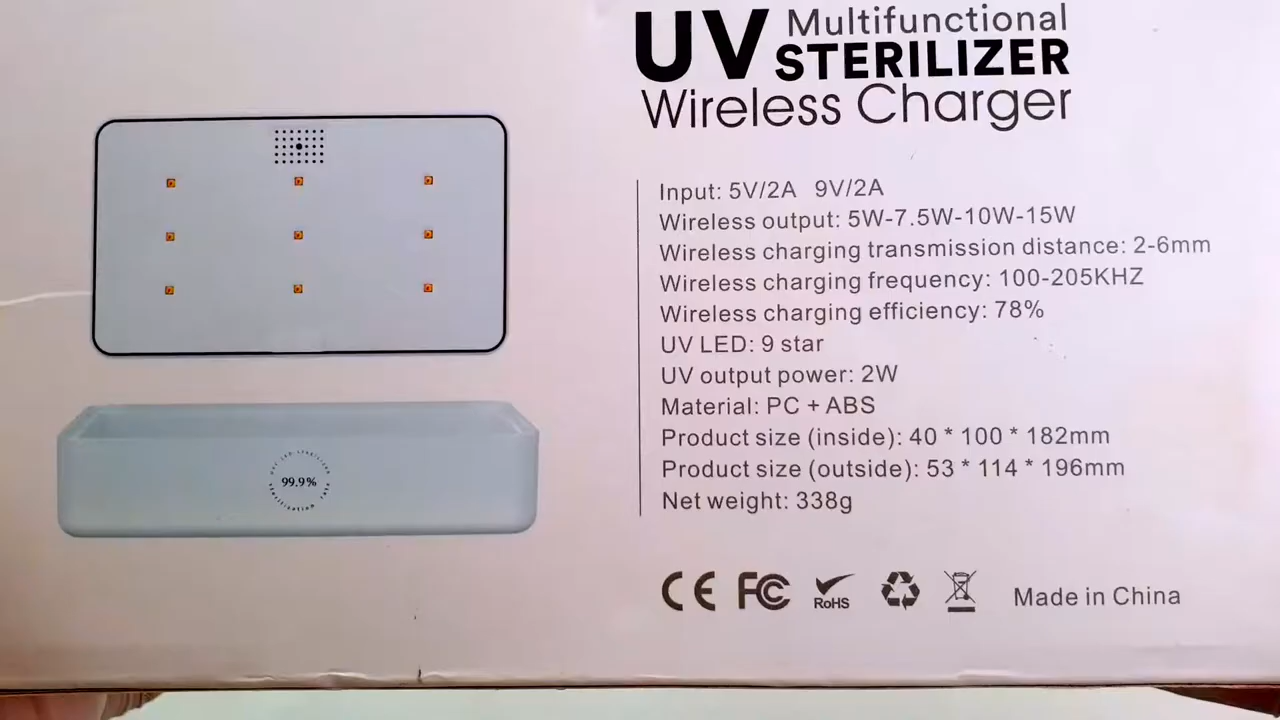 UV Multifunctional
STERILIZER
Wireless Charger
Input: 5V/2A 9V/2A
Wireless output: 5W-7.5W-10W-15W
Wireless charging transmission distance: 2-6mm
Wireless charging frequency: 100-205KHZ
Wireless charging efficiency: 78%
UV LED: 9 star
UV output power: 2W
Material: PC + ABS
Product size (inside): 40 * 100 * 182mm
Product size (outside): 53 * 114 * 196mm
Net weight: 338g
99.9%
CE FC RoHS Made in China